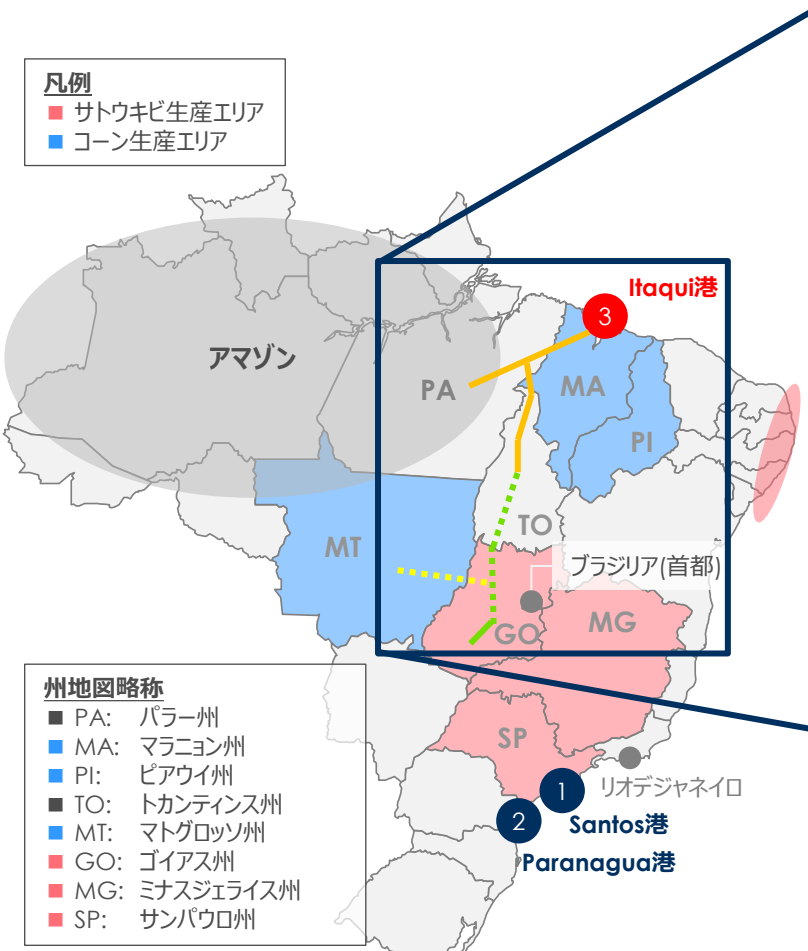 凡例
サトウキビ生産エリア
コーン生産エリア
Itaqui港
3
アマゾン
PA
MA
PI
TO
MT
ブラジリア(首都)
GO
MG
SP
リオデジャネイロ
1
Santos港
2
Paranagua港
州地図略称
PA: パラー州
MA: マラニョン州
PI: ピアウイ州
TO: トカンティンス州
MT: マトグロッソ州
GO: ゴイアス州
MG: ミナスジェライス州
SP: サンパウロ州